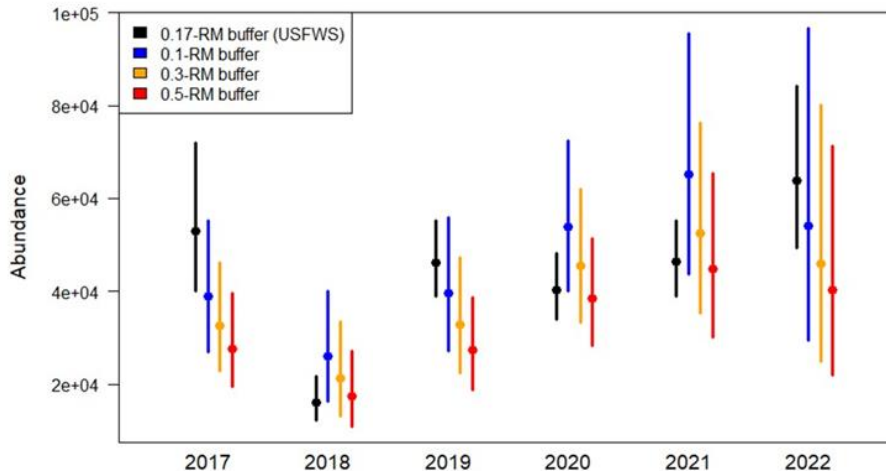 1e+05
0.17-RM buffer (USFWS)
0.1-RM buffer
0.3-RM buffer
0.5-RM buffer
8e+04
6e+04
4e+04
2e+04
Abundance
2017 2018 2019 2020 2021 2022